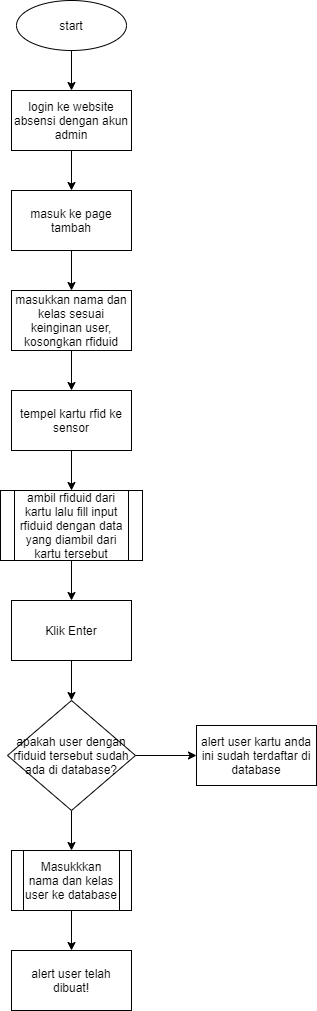 start
login ke website
absensi dengan akun
admin
masuk ke page
tambah
masukkan nama dan
kelas sesuai
keinginan user,
kosongkan rfiduid
tempel kartu rfid ke
sensor
ambil rfiduid dari
kartu lalu fill input
rfiduid dengan data
yang diambil dari
kartu tersebut
Klik Enter
apakah user dengan
rfiduid tersebut sudah
ada di database?
alert user kartu anda
ini sudah terdaftar di
database
Masukkkan
nama dan kelas
user ke database
alert user telah
dibuat!